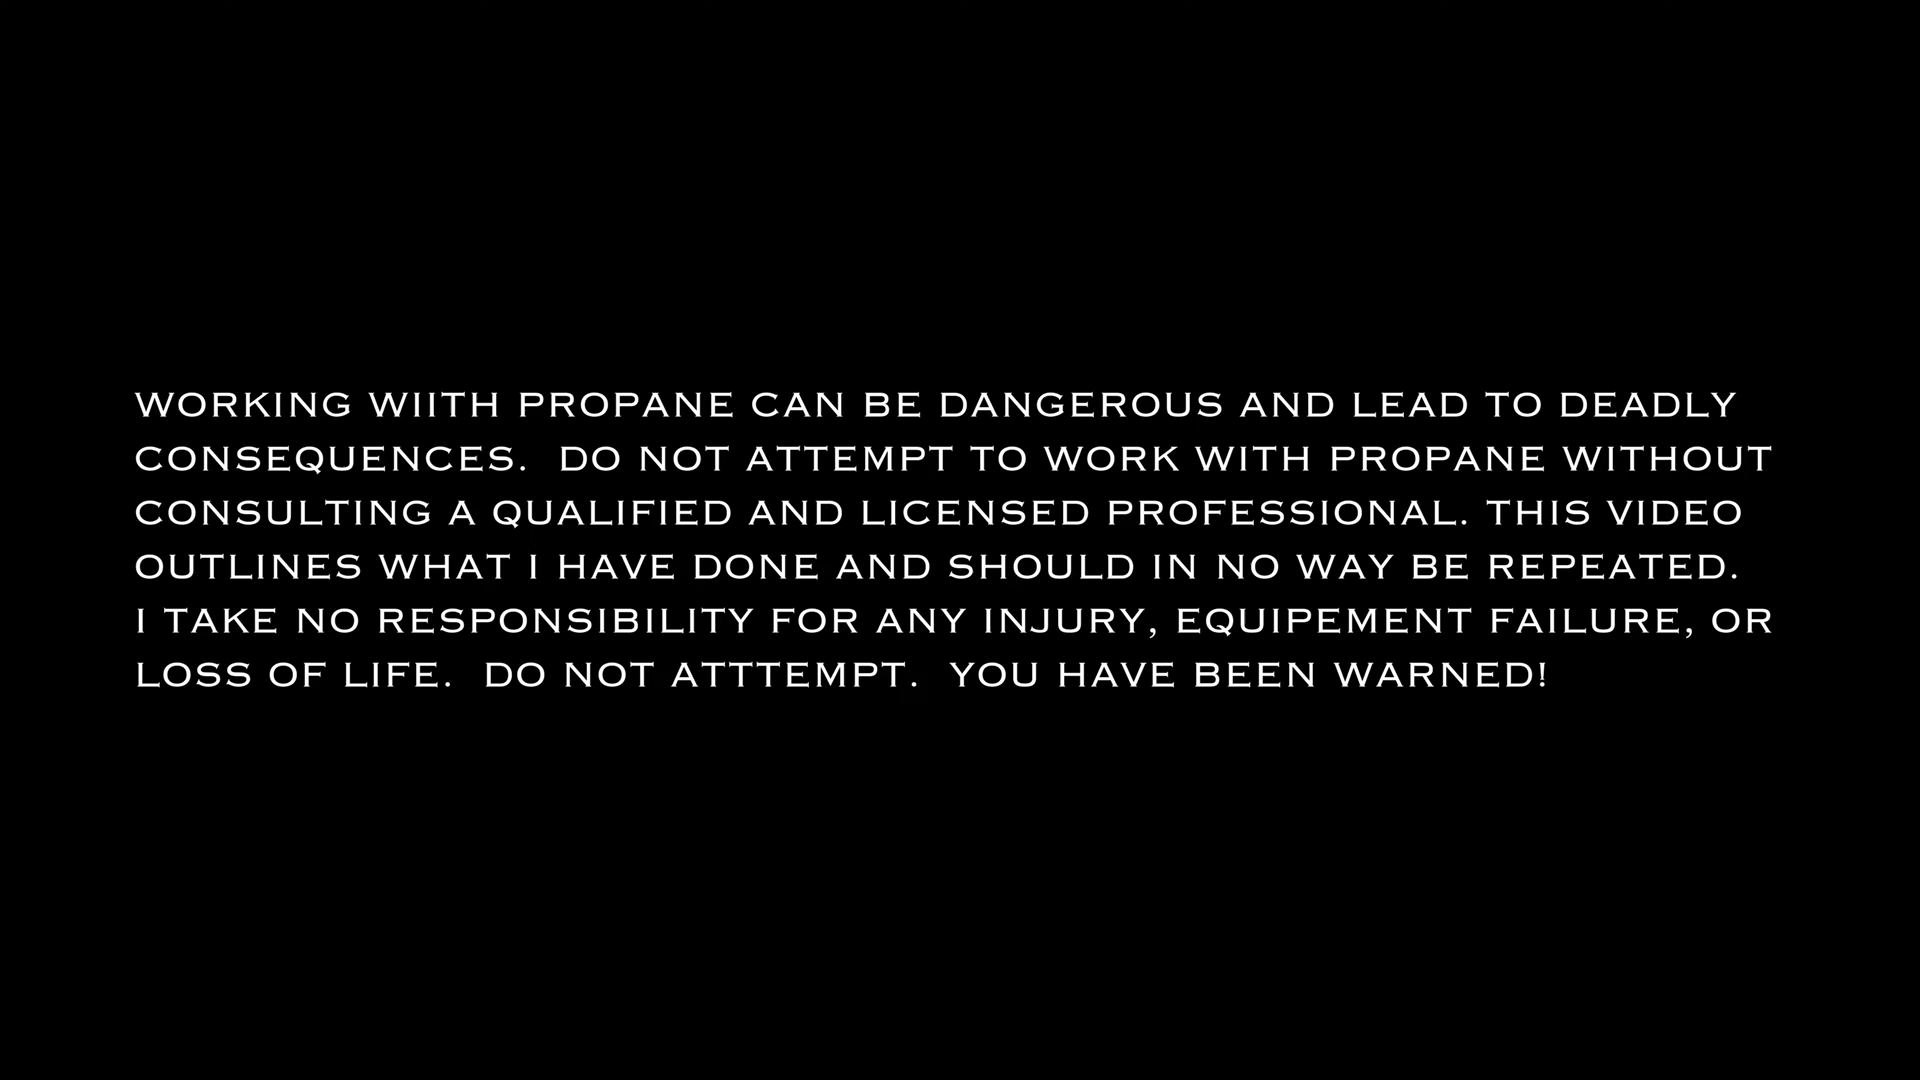 WORKING WIITH PROPANE CAN BE DANGEROUS AND LEAD TO DEADLY
CONSEQUENCES.  DO NOT ATTEMPT TO WORK WITH PROPANE WITHOUT
CONSULTING A QUALIFIED AND LICENSED PROFESSIONAL. THIS VIDEO
OUTLINES WHAT I HAVE DONE AND SHOULD IN NO WAY BE REPEATED.
I TAKE NO RESPONSIBILITY FOR ANY INJURY, EQUIPEMENT FAILURE, OR
LOSS OF LIFE.  DO NOT ATTTEMPT.  YOU HAVE BEEN WARNED!